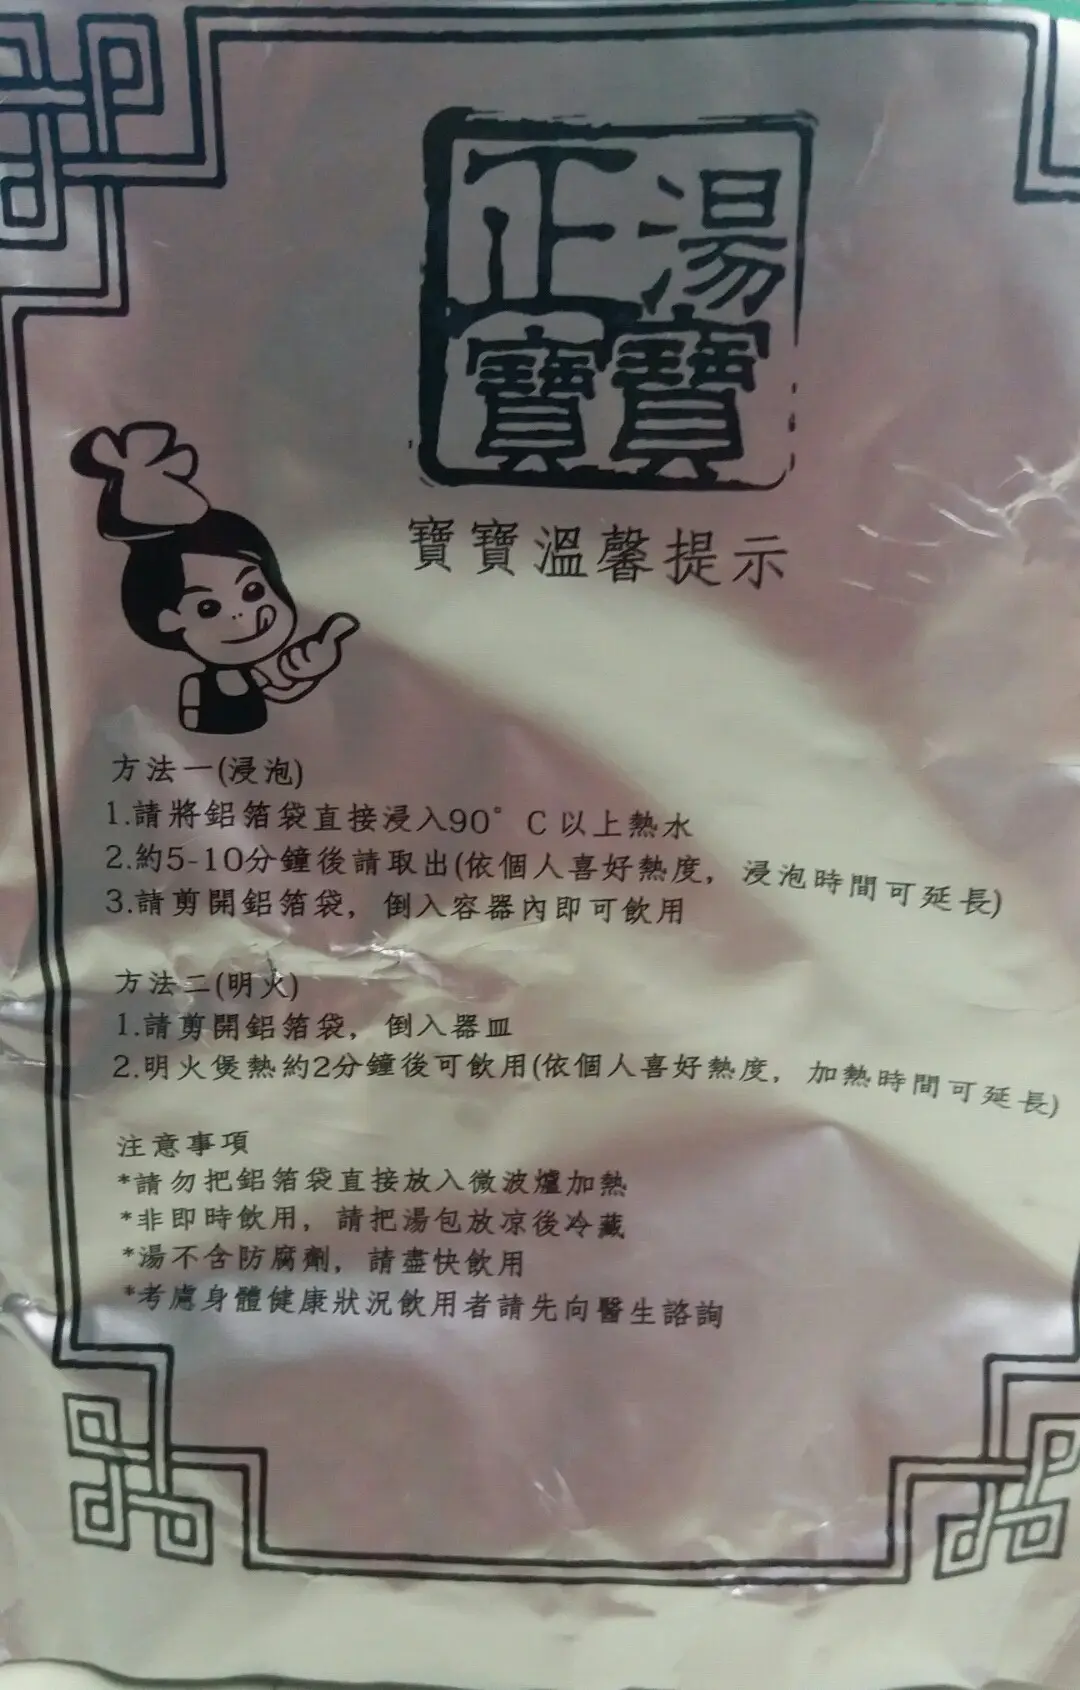 正湯
寶寶
寶寶溫馨提示
方法一(浸泡)
1.請將鋁箔袋直接浸入90°C以上熱水
2.約5-10分鐘後請取出(依個人喜好熱度，浸泡時間可延長)
3.請剪開鋁箔袋，倒入容器內即可飲用
方法二(明火)
1.請剪開鋁箔袋，倒入器皿
2.明火煲熱約2分鐘後可飲用(依個人喜好熱度，加熱時間可延長)
注意事項
*請勿把鋁箔袋直接放入微波爐加熱
*非即時飲用，請把湯包放凉後冷藏
*湯不含防腐劑，請盡快飲用
*考慮身體健康狀況飲用者請先向醫生諮詢